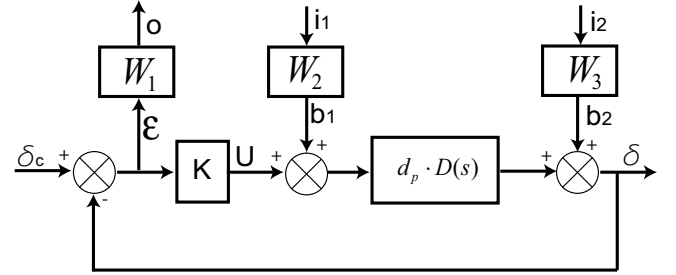 o i₁ i₂
W₁ W₂ W₃
ε b₁ b₂
δc + - K U + + dₚ · D(s) + + δ